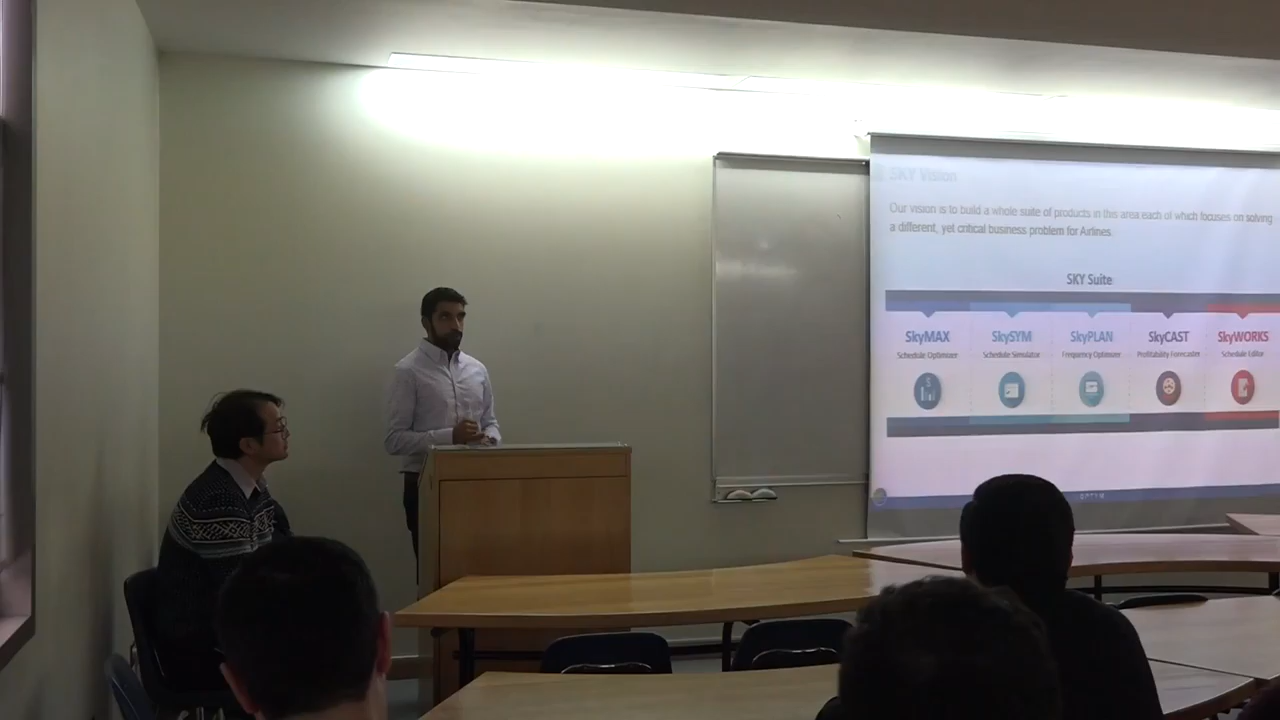 SKY Vision
Our vision is to build a whole suite of products in this area each of which focuses on solving
a different, yet critical business problem for Airlines
SKY Suite
SkyMAX SkySYM SkyPLAN SkyCAST SkyWORKS
Schedule Optimizer Schedule Simulator Frequency Optimizer Profitability Forecaster Schedule Editor
OPTYM